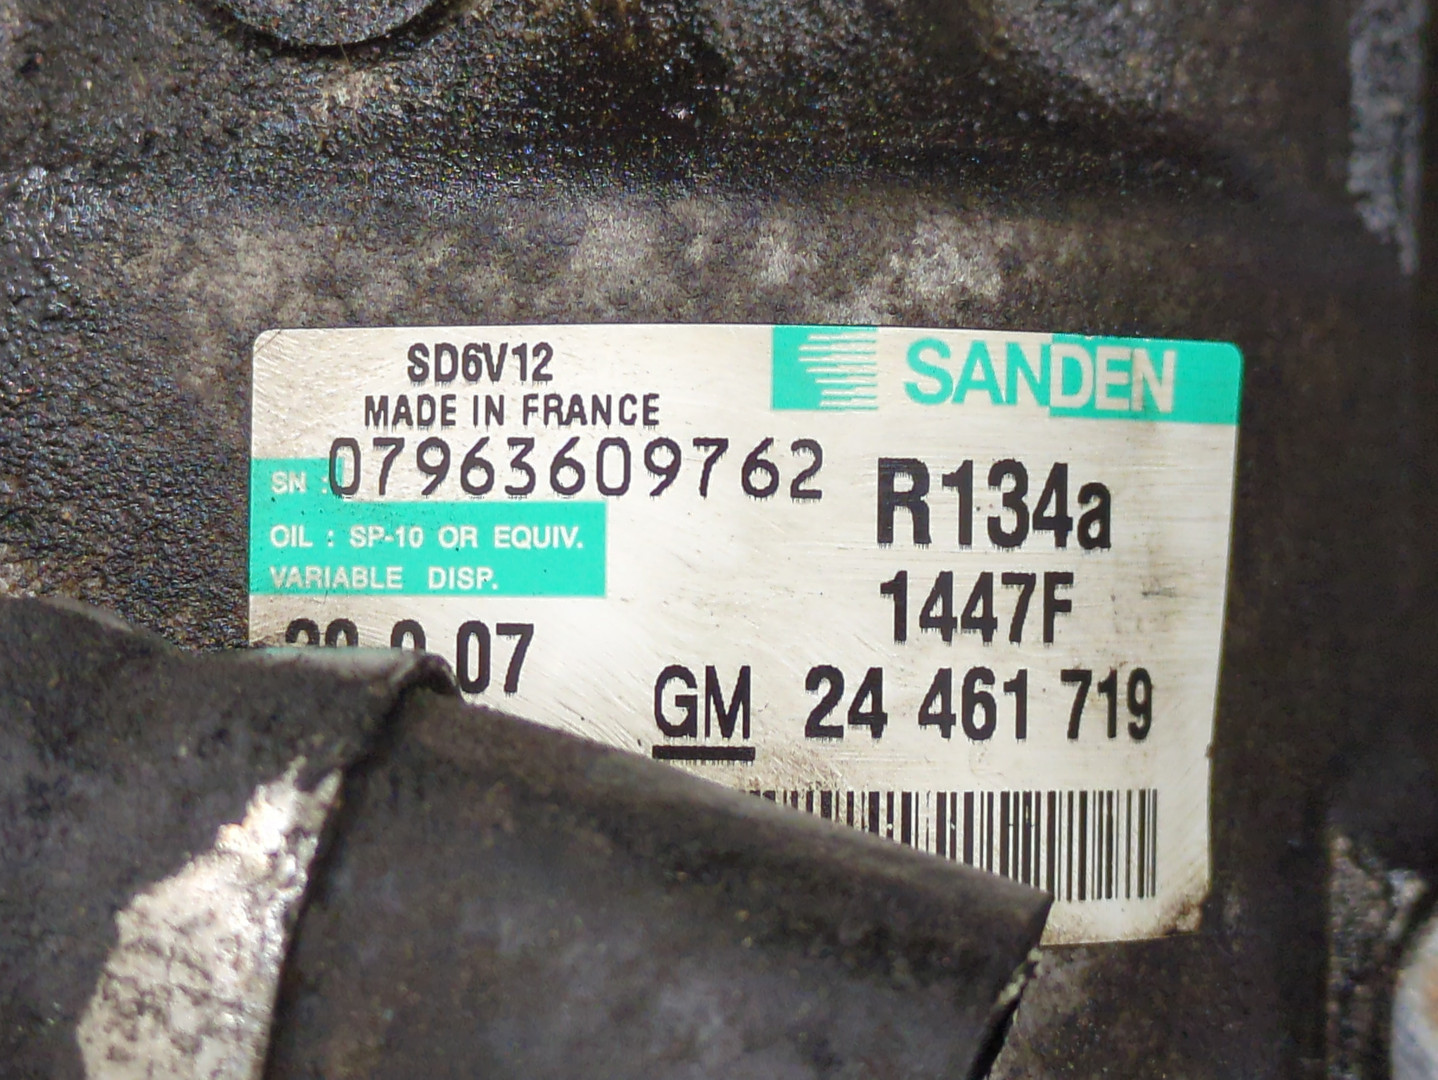 SD6V12
SANDEN
MADE IN FRANCE
SN : 07963609762
R134a
OIL : SP-10 OR EQUIV.
VARIABLE DISP.
1447F
07
GM 24 461 719